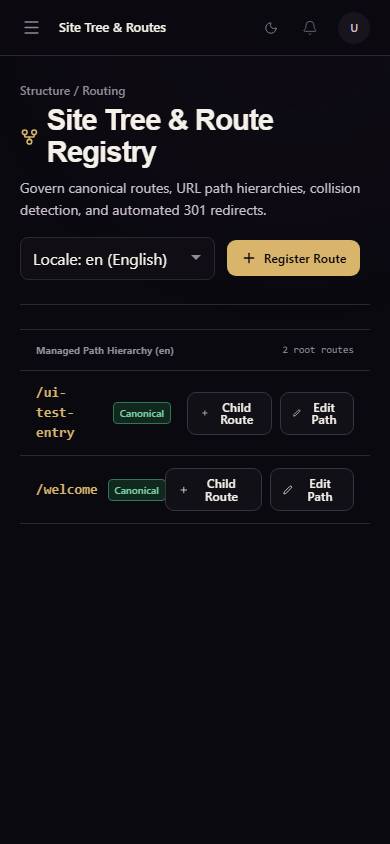 Site Tree & Routes
U
Structure / Routing
Site Tree & Route
Registry
Govern canonical routes, URL path hierarchies, collision
detection, and automated 301 redirects.
Locale: en (English)
Register Route
Managed Path Hierarchy (en)
2 root routes
/ui-
test-
entry
Canonical
Child
Route
Edit
Path
/welcome
Canonical
Child
Route
Edit
Path